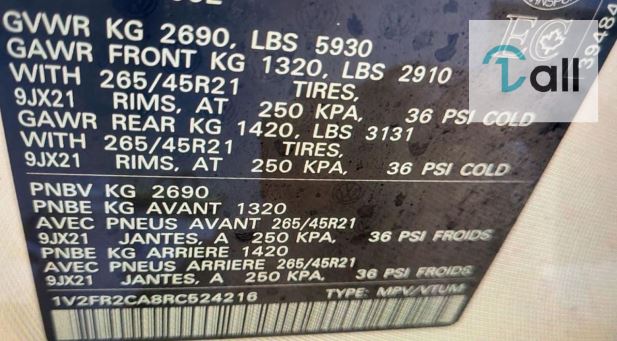 GVWR KG 2690, LBS 5930
GAWR FRONT KG 1320, LBS 2910
WITH 265/45R21 TIRES,
9JX21 RIMS, AT 250 KPA, 36 PSI COLD
GAWR REAR KG 1420, LBS 3131
WITH 265/45R21 TIRES,
9JX21 RIMS, AT 250 KPA, 36 PSI COLD
PNBV KG 2690
PNBE KG AVANT 1320
AVEC PNEUS AVANT 265/45R21
9JX21 JANTES, A 250 KPA, 36 PSI FROIDS
PNBE KG ARRIERE 1420
AVEC PNEUS ARRIERE 265/45R21
9JX21 JANTES, A 250 KPA, 36 PSI FROIDS
1V2FR2CA8RC524216 TYPE: MPV/VTUM
39484
all